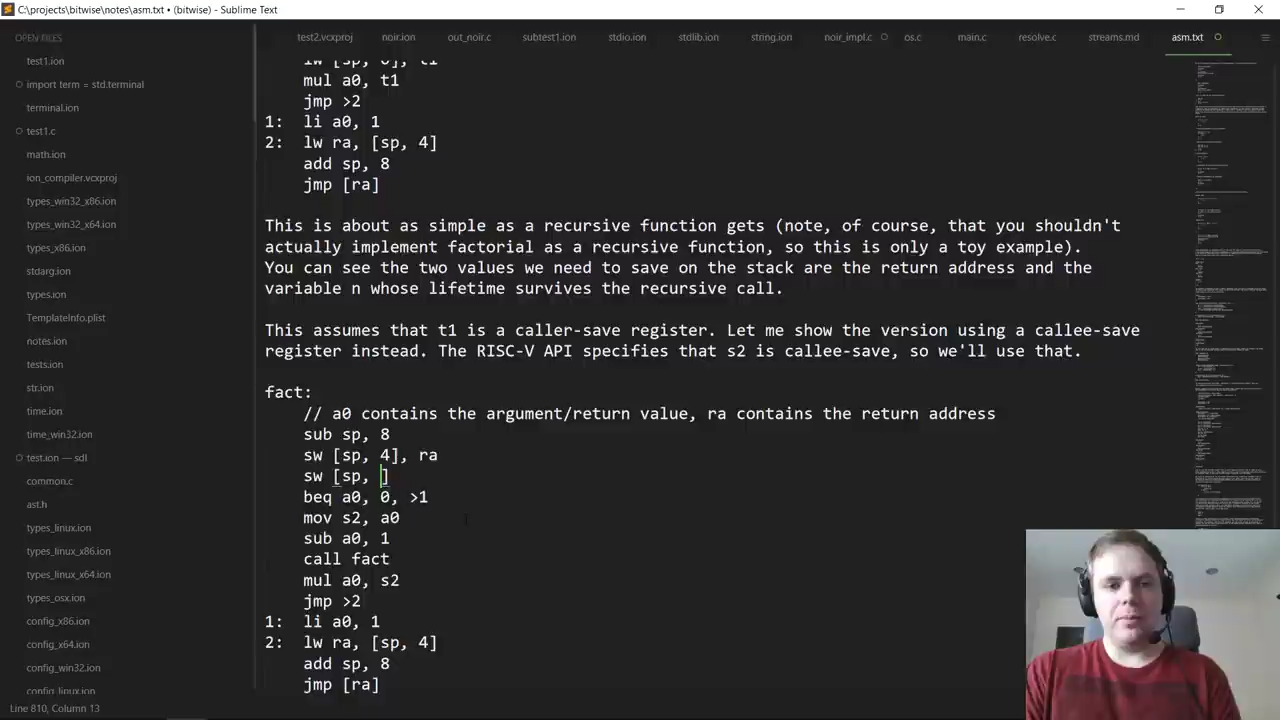 C:\projects\bitwise\notes\asm.txt • (bitwise) - Sublime Text
OPEN FILES
test1.ion
import term = std.terminal
terminal.ion
test1.c
math.ion
ion_compiler.vcxproj
types_win32_x86.ion
types_win32_x64.ion
types_x86.ion
stdarg.ion
types.ion
TemplateInfo.plist
notes.ion
tests.ion
str.ion
time.ion
time_win32.ion
test.ion — sdl
common.c
ast.h
types_linux.ion
types_linux_x86.ion
types_linux_x64.ion
types_osx.ion
config_x86.ion
config_x64.ion
config_win32.ion
config_linux.ion
test2.vcxproj noir.ion out_noir.c subtest1.ion stdio.ion stdlib.ion string.ion noir_impl.c os.c main.c resolve.c streams.md asm.txt
lw [sp, 0], t1
mul a0, t1
jmp >2
1: li a0, 1
2: lw ra, [sp, 4]
add sp, 8
jmp [ra]
This is about as simple as a recursive function gets (note, of course, that you shouldn't
actually implement factorial as a recursive function, so this is only a toy example).
You can see the two values we need to save on the stack are the return address and the
variable n whose lifetime survives the recursive call.
This assumes that t1 is a caller-save register. Let me show the version using a callee-save
register instead. The RISC-V API specifies that s2 is callee-save, so we'll use that.
fact:
// a0 contains the argument/return value, ra contains the return address
sub sp, 8
sw [sp, 4], ra
sw [sp, ]
beq a0, 0, >1
mov s2, a0
sub a0, 1
call fact
mul a0, s2
jmp >2
1: li a0, 1
2: lw ra, [sp, 4]
add sp, 8
jmp [ra]
Line 810, Column 13